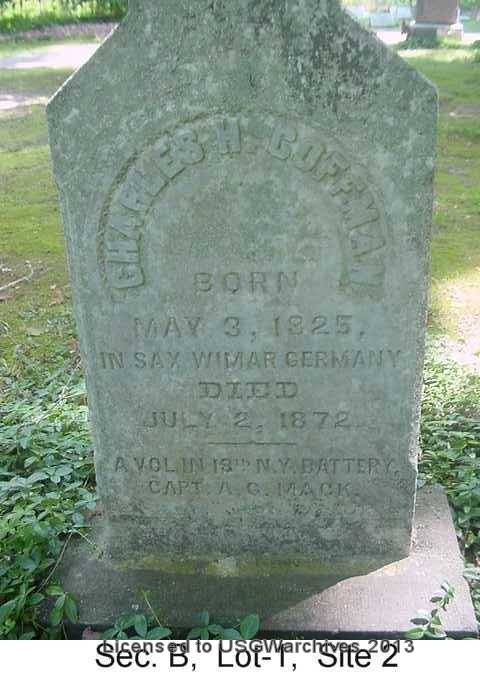 CHARLES H. COFFMAN
BORN
MAY 3, 1825,
IN SAX WIMAR GERMANY
DIED
JULY 2, 1872.
A VOL. IN 18TH N.Y. BATTERY,
CAPT. A. G. MACK.
Licensed to USGWarchives 2013
Sec. B, Lot-1, Site 2